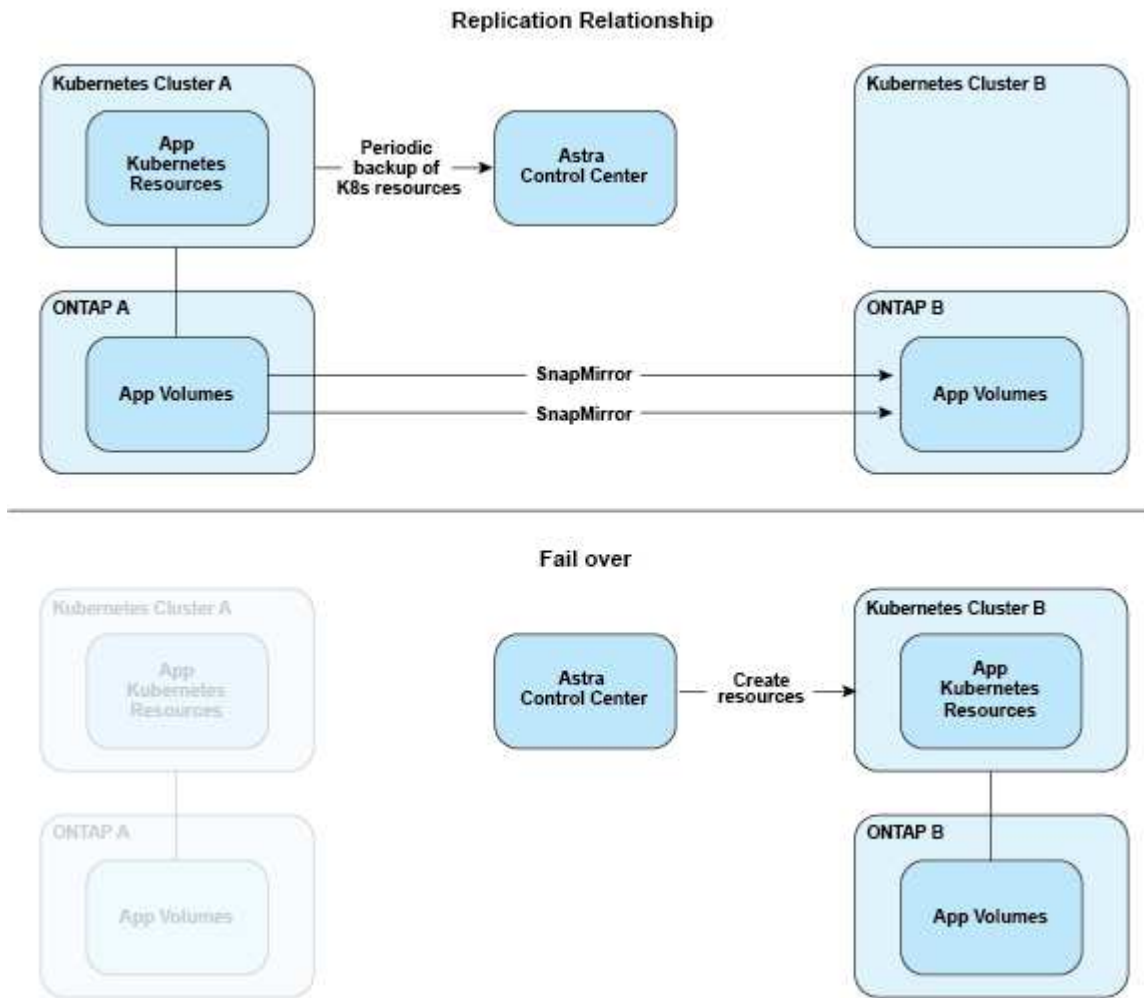 Replication Relationship
Kubernetes Cluster A
App
Kubernetes
Resources
Periodic
backup of
K8s resources
Astra
Control Center
Kubernetes Cluster B
ONTAP A
App Volumes
SnapMirror
SnapMirror
ONTAP B
App Volumes
Fail over
Kubernetes Cluster A
App
Kubernetes
Resources
Astra
Control Center
Create
resources
Kubernetes Cluster B
App
Kubernetes
Resources
ONTAP A
App Volumes
ONTAP B
App Volumes